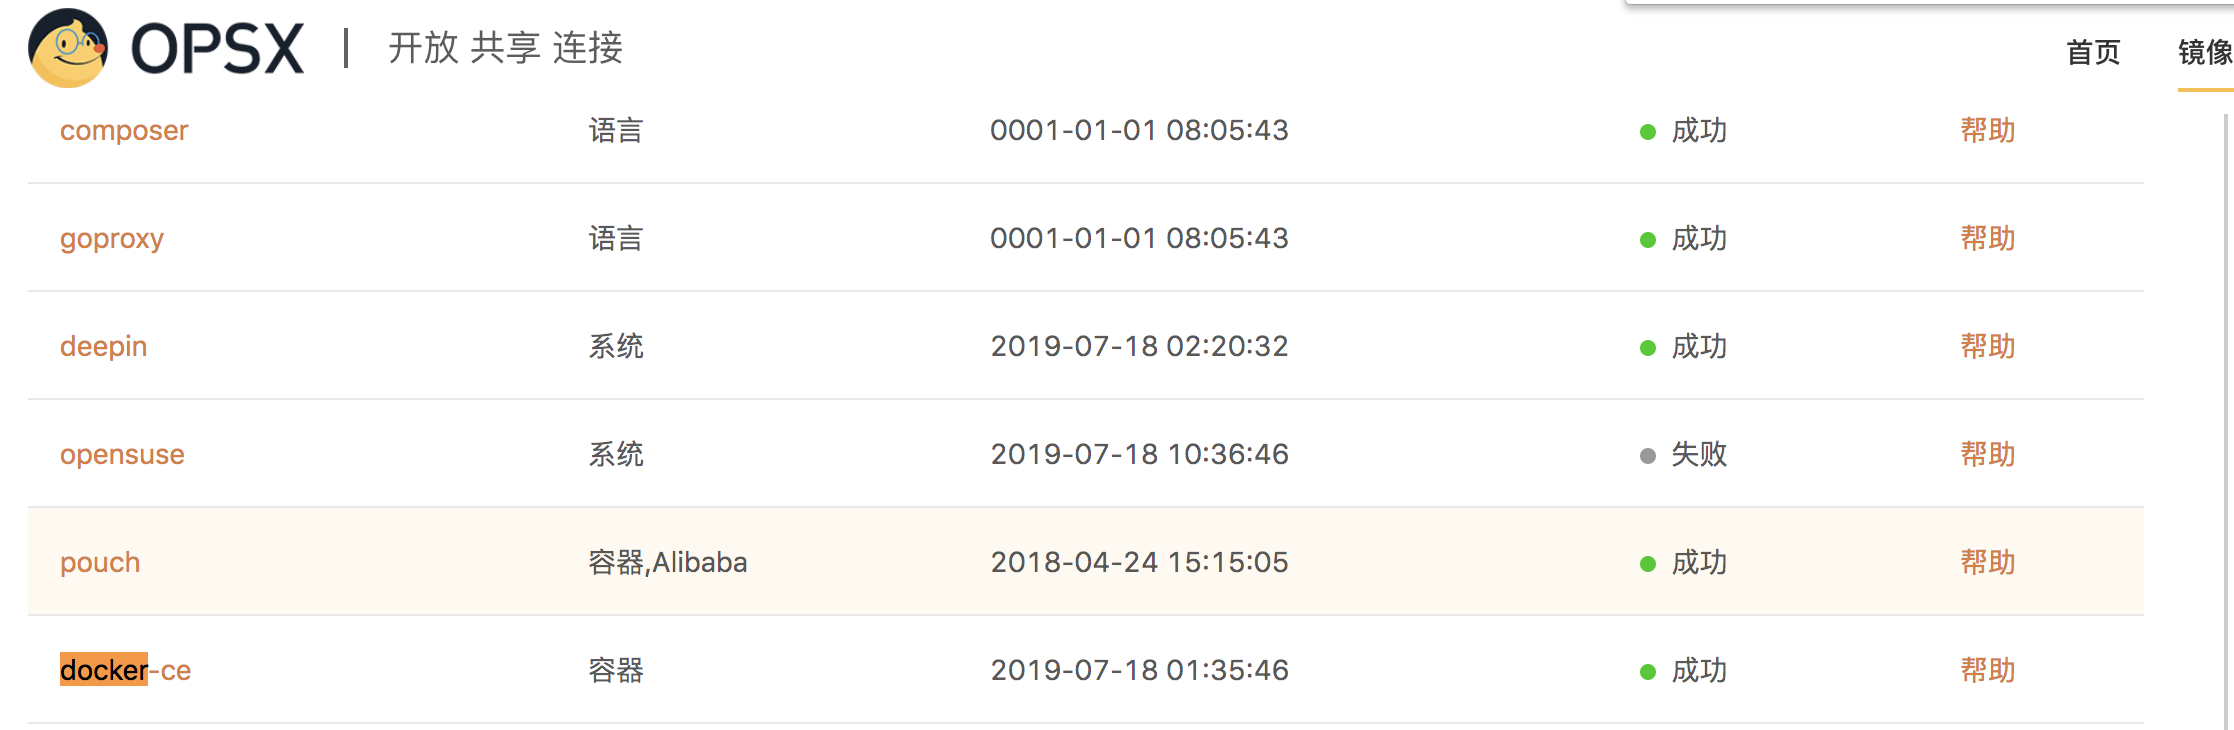 OPSX | 开放 共享 连接 首页 镜像
composer 语言 0001-01-01 08:05:43 成功 帮助
goproxy 语言 0001-01-01 08:05:43 成功 帮助
deepin 系统 2019-07-18 02:20:32 成功 帮助
opensuse 系统 2019-07-18 10:36:46 失败 帮助
pouch 容器,Alibaba 2018-04-24 15:15:05 成功 帮助
docker-ce 容器 2019-07-18 01:35:46 成功 帮助